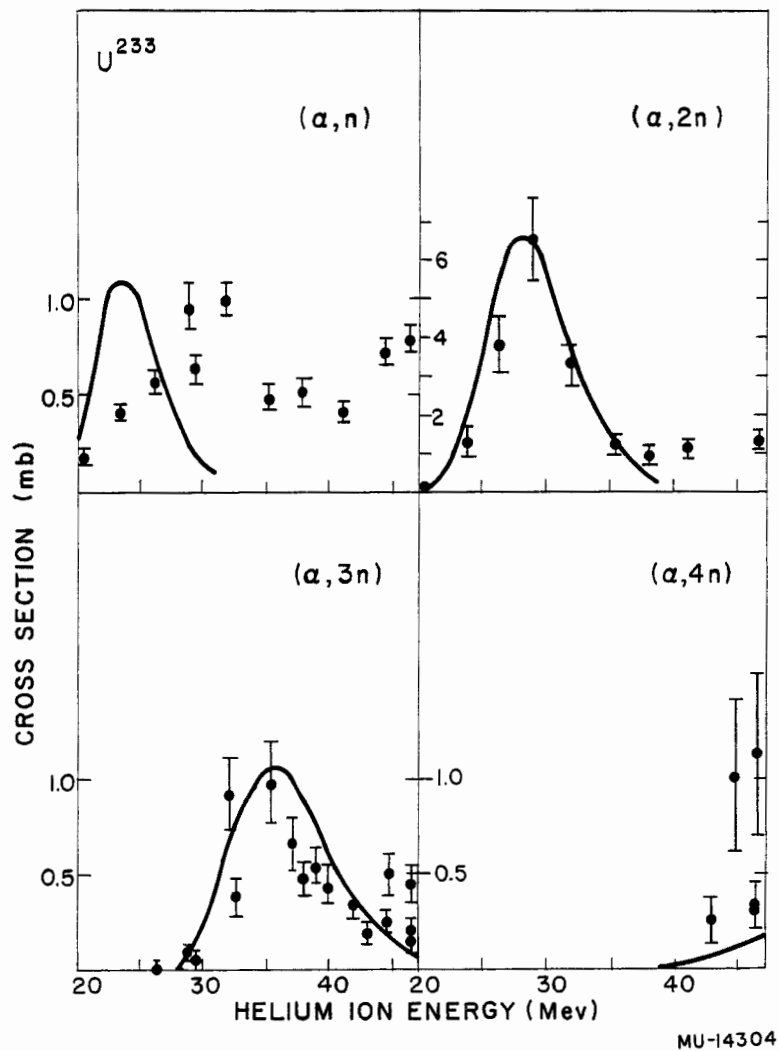 U233
(α,n)
(α,2n)
1.0
0.5
6
4
2
CROSS SECTION (mb)
(α,3n)
(α,4n)
1.0
0.5
1.0
0.5
20
30
40
20
30
40
HELIUM ION ENERGY (Mev)
MU-14304